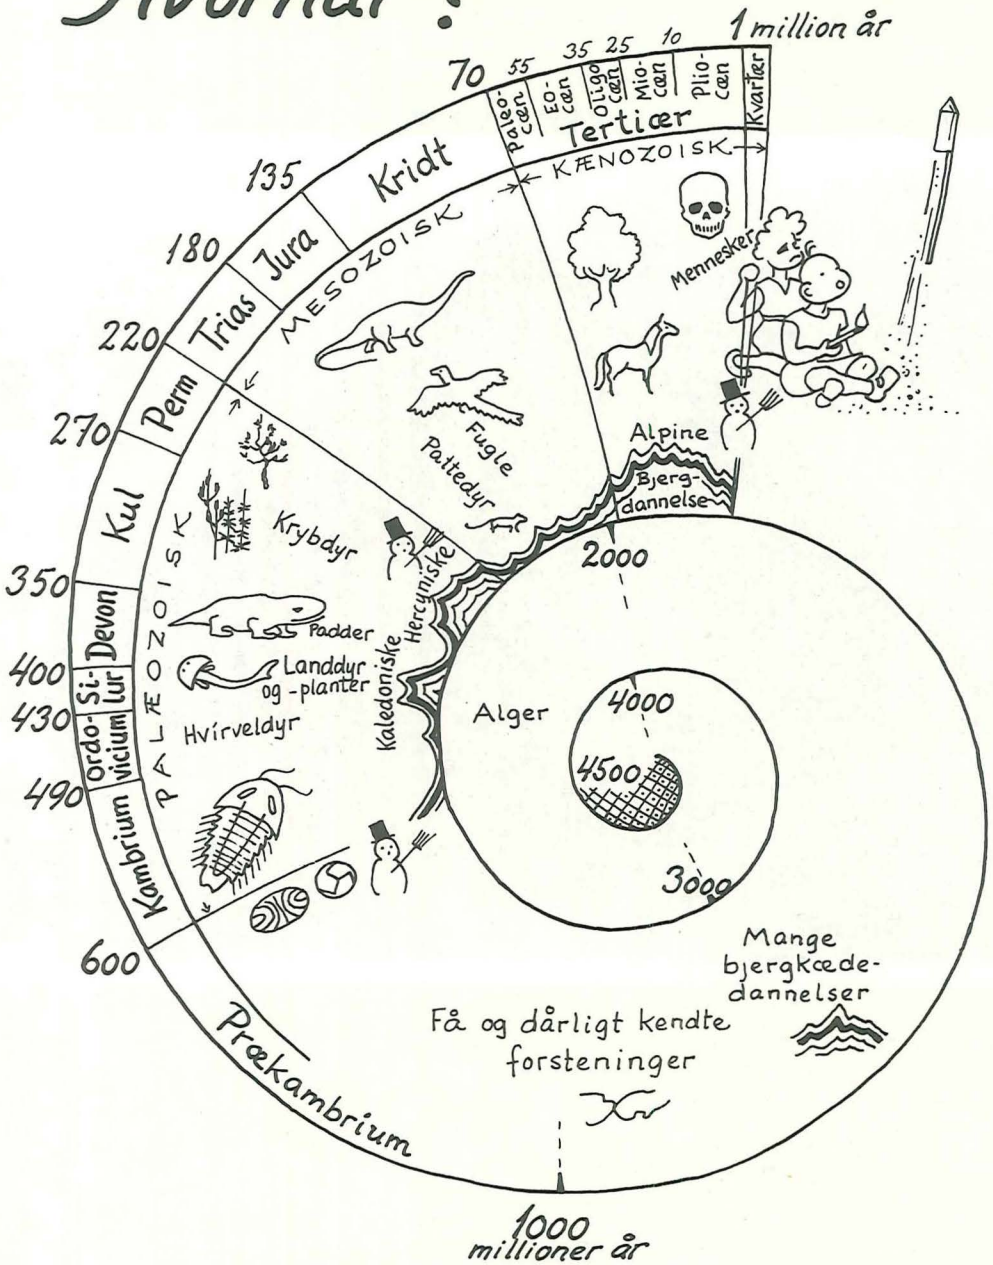 Hvornår?
1 million år
10
25
35
55
70
135
180
220
270
350
400
430
490
600
Paleo-
cæn
Eo-
cæn
Oligo
cæn
Mio-
cæn
Plio-
cæn
Kvartær
Tertiær
KÆNOZOISK
Kridt
Jura
Trias
MESOZOISK
Perm
Kul
Devon
Si-
lur
Ordo-
vicium
Kambrium
PALÆOZOISK
Prækambrium
Mennesker
Fugle
Pattedyr
Krybdyr
Padder
Landdyr
og -planter
Hvirveldyr
Alpine
Bjerg-
dannelse
Hercyniske
Kaledoniske
Alger
2000
4000
4500
3000
Mange
bjergkæde-
dannelser
Få og dårligt kendte
forsteninger
1000
millioner år